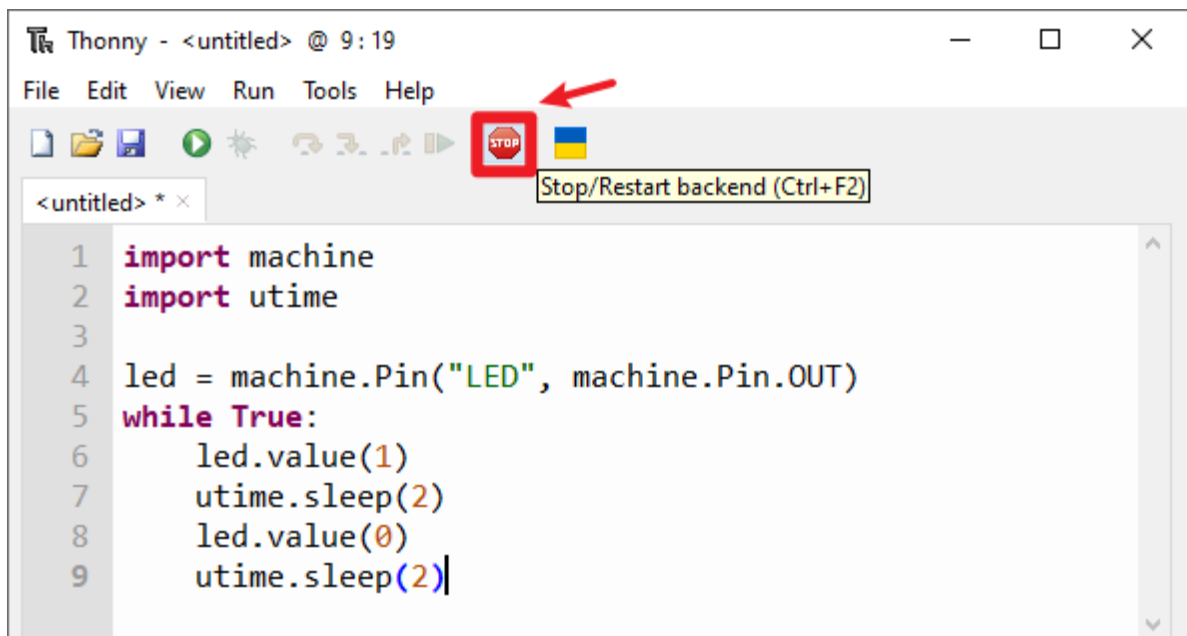 Thonny - <untitled> @ 9:19
File Edit View Run Tools Help
STOP
Stop/Restart backend (Ctrl+F2)
<untitled> * ×
1 import machine
2 import utime
3
4 led = machine.Pin("LED", machine.Pin.OUT)
5 while True:
6     led.value(1)
7     utime.sleep(2)
8     led.value(0)
9     utime.sleep(2)